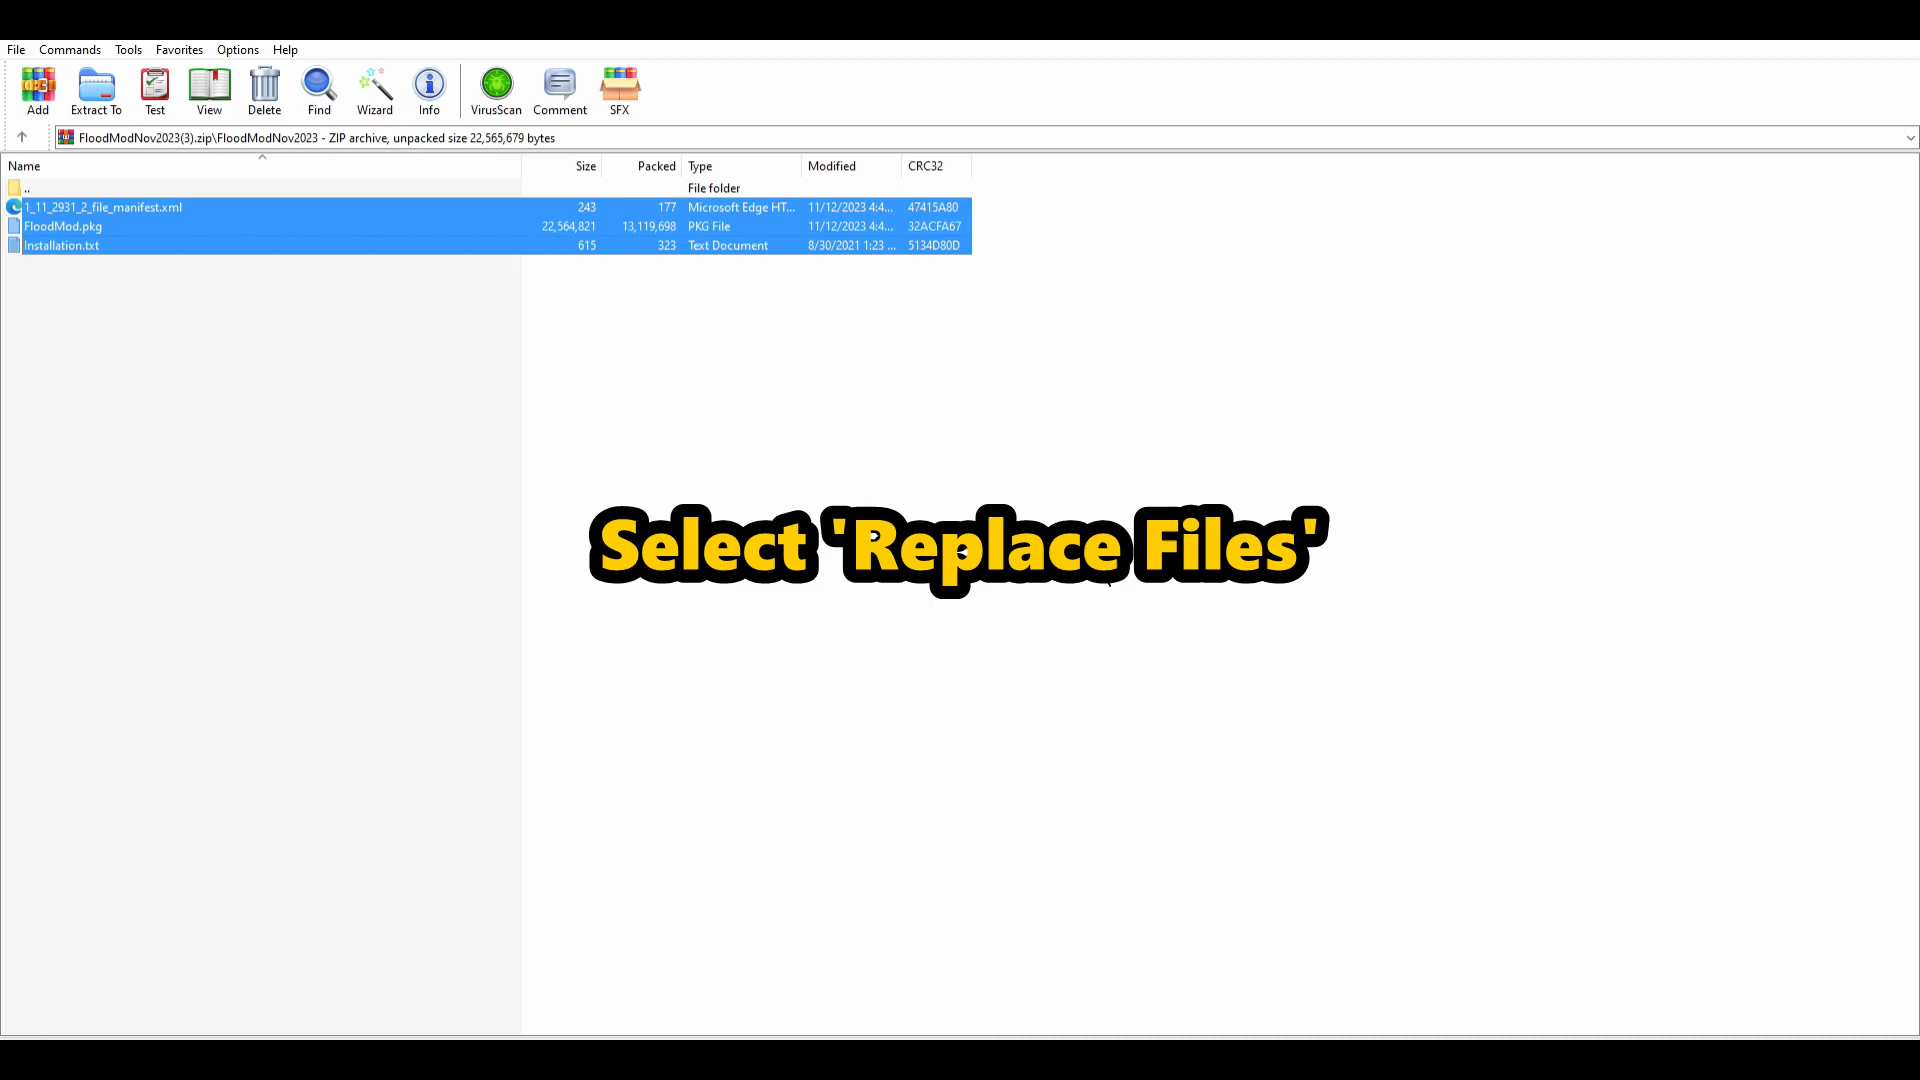 File Commands Tools Favorites Options Help
Add Extract To Test View Delete Find Wizard Info VirusScan Comment SFX
FloodModNov2023(3).zip\FloodModNov2023 - ZIP archive, unpacked size 22,565,679 bytes
Name Size Packed Type Modified CRC32
.. File folder
1_11_2931_2_file_manifest.xml 243 177 Microsoft Edge HT... 11/12/2023 4:4... 47415A80
FloodMod.pkg 22,564,821 13,119,698 PKG File 11/12/2023 4:4... 32ACFA67
Installation.txt 615 323 Text Document 8/30/2021 1:23 ... 5134D80D
Select 'Replace Files'